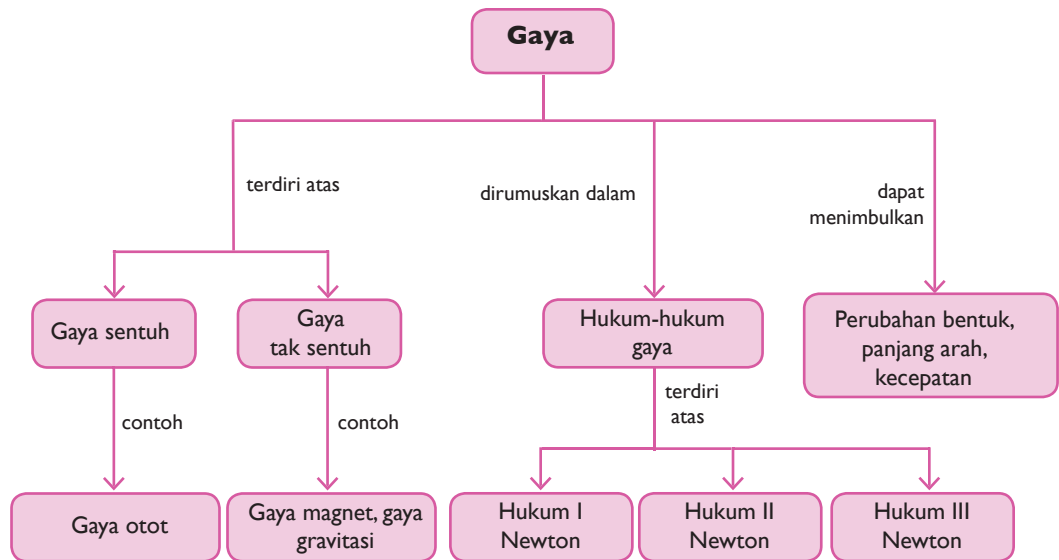 Gaya
terdiri atas
dirumuskan dalam
dapat
menimbulkan
Gaya sentuh
Gaya
tak sentuh
Hukum-hukum
gaya
Perubahan bentuk,
panjang arah,
kecepatan
contoh
contoh
terdiri
atas
Gaya otot
Gaya magnet, gaya
gravitasi
Hukum I
Newton
Hukum II
Newton
Hukum III
Newton